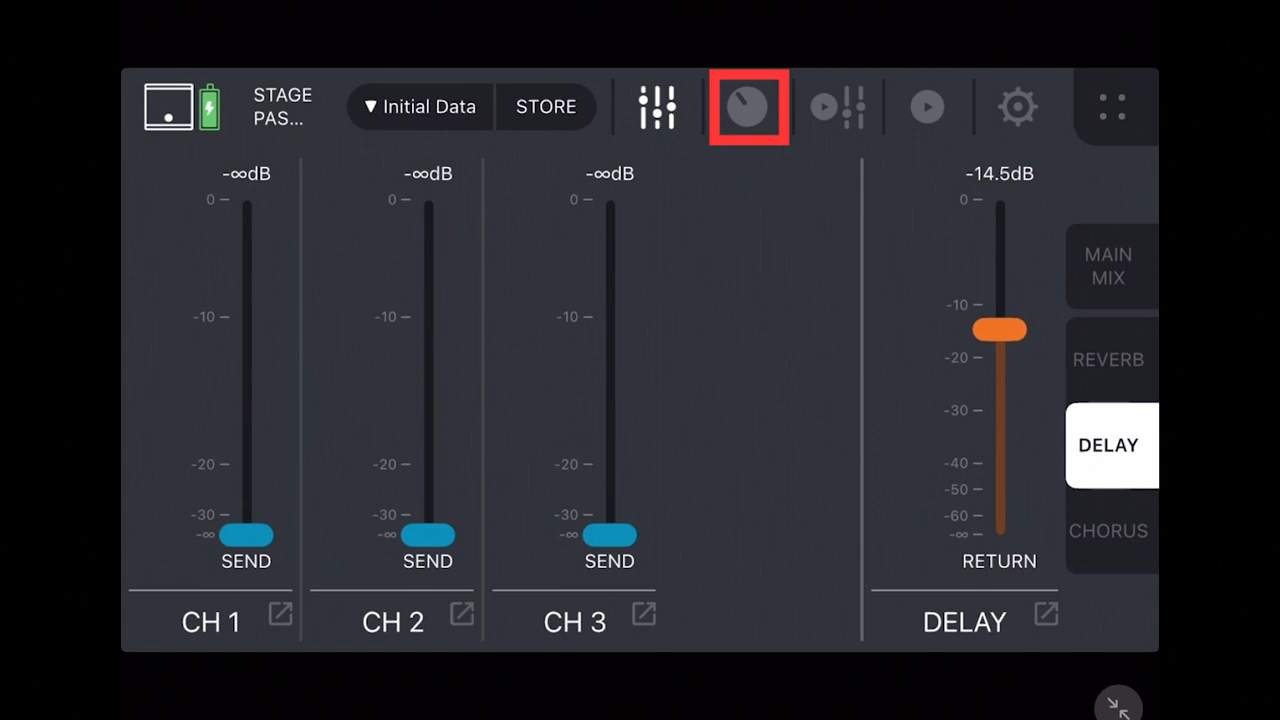 STAGE
PAS...
▼ Initial Data
STORE
-∞dB
-∞dB
-∞dB
-14.5dB
0
-10
-20
-30
-∞
0
-10
-20
-30
-∞
0
-10
-20
-30
-∞
0
-10
-20
-30
-40
-50
-60
-∞
SEND
SEND
SEND
RETURN
CH 1
CH 2
CH 3
DELAY
MAIN
MIX
REVERB
DELAY
CHORUS